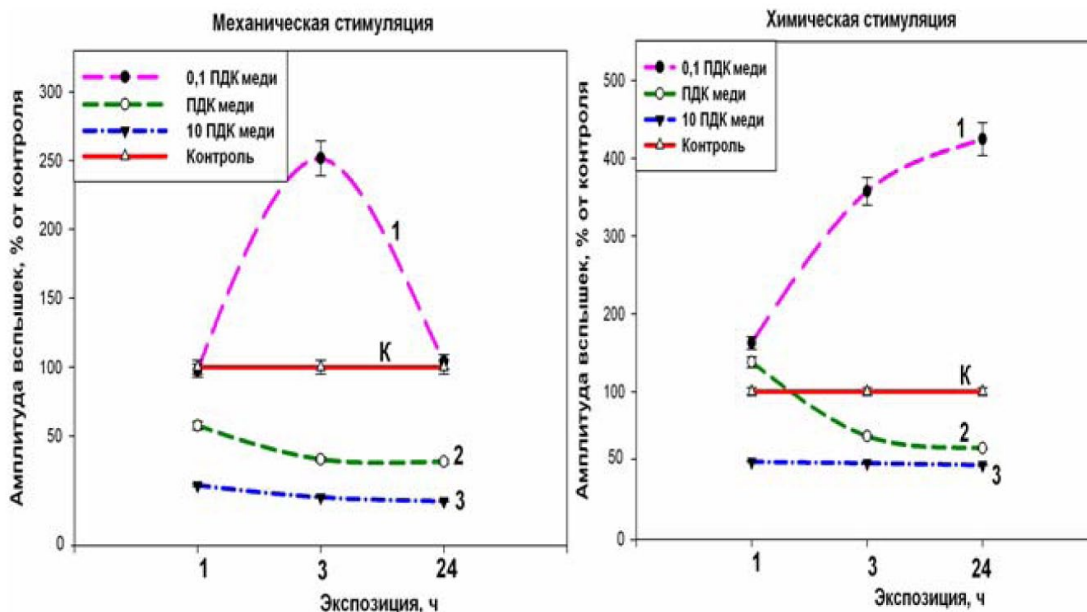 Механическая стимуляция
0,1 ПДК меди
ПДК меди
10 ПДК меди
Контроль
Амплитуда вспышек, % от контроля
300
250
200
150
100
50
0
1
К
2
3
1
3
24
Экспозиция, ч
Химическая стимуляция
0,1 ПДК меди
ПДК меди
10 ПДК меди
Контроль
Амплитуда вспышек, % от контроля
500
400
300
150
100
50
0
1
К
2
3
1
3
24
Экспозиция, ч